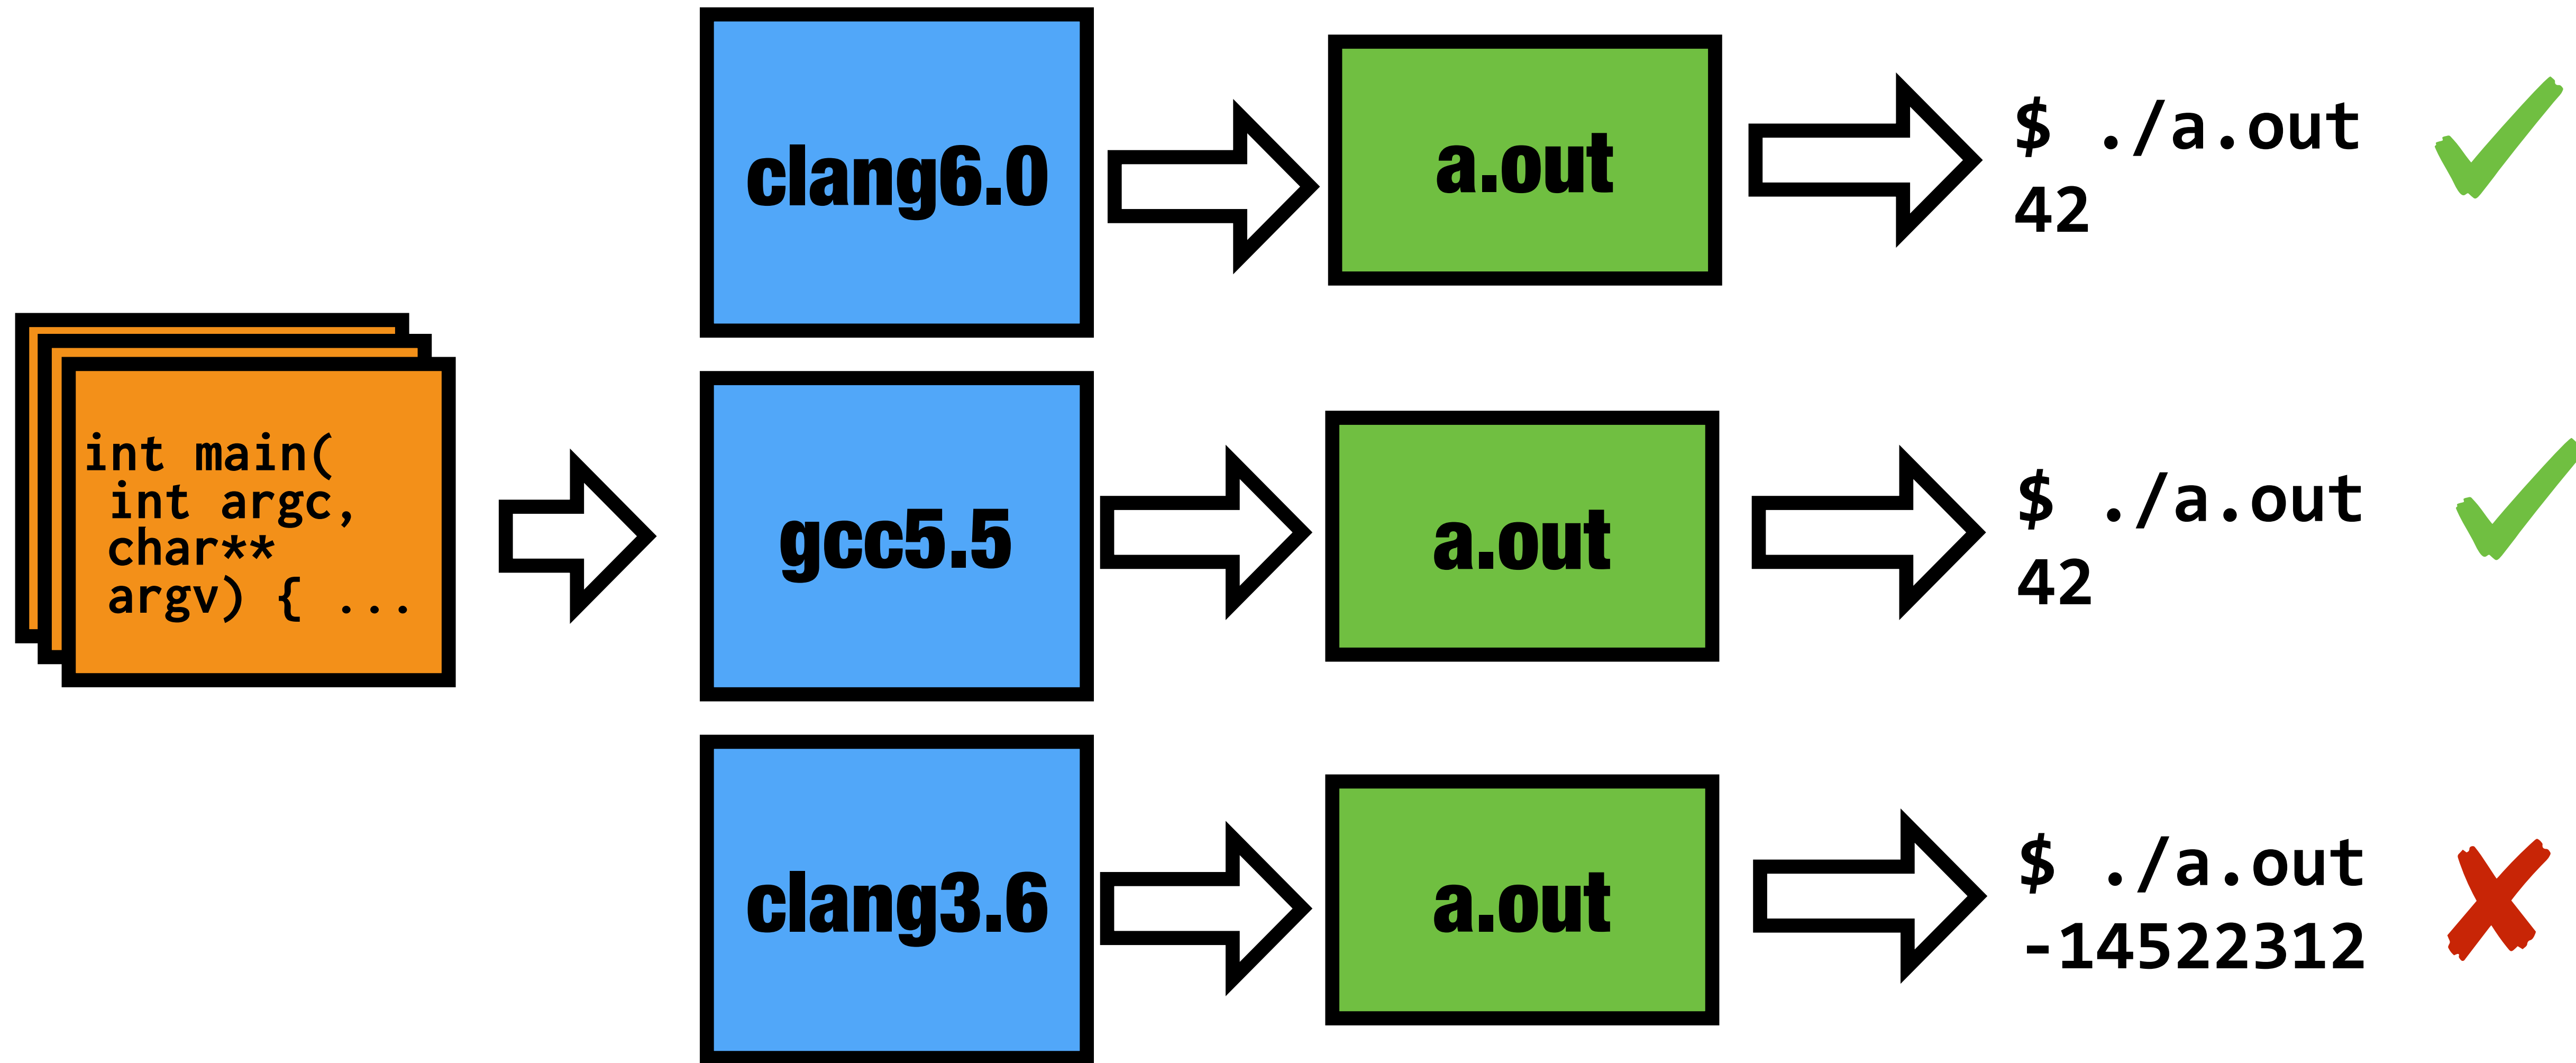 int main(
int argc,
char**
argv) { ...
clang6.0
a.out
$ ./a.out
42
gcc5.5
a.out
$ ./a.out
42
clang3.6
a.out
$ ./a.out
-14522312